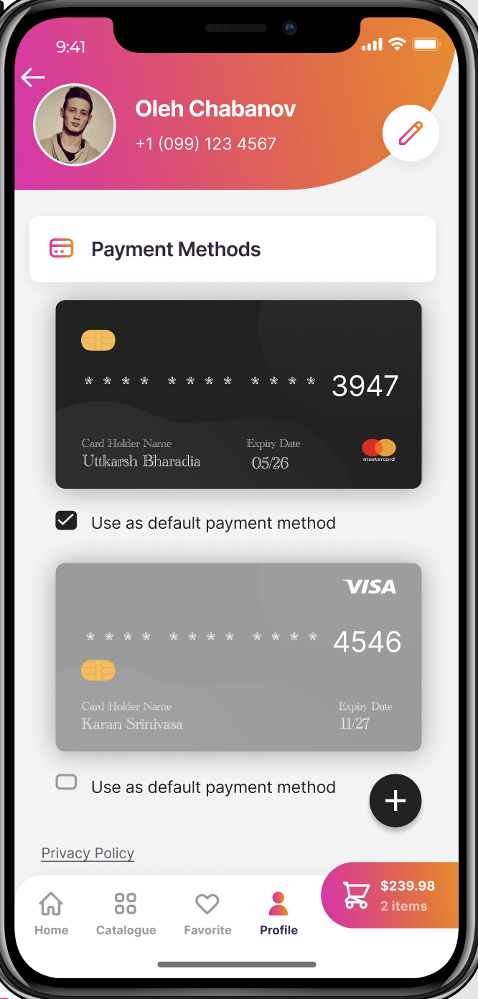 9:41
Oleh Chabanov
+1 (099) 123 4567
Payment Methods
**** **** **** 3947
Card Holder Name Expiry Date
Uttkarsh Bharadia 05/26
mastercard
Use as default payment method
VISA
**** **** **** 4546
Card Holder Name Expiry Date
Karan Srinivasa 11/27
Use as default payment method
+
Privacy Policy
$239.98
2 items
Home Catalogue Favorite Profile